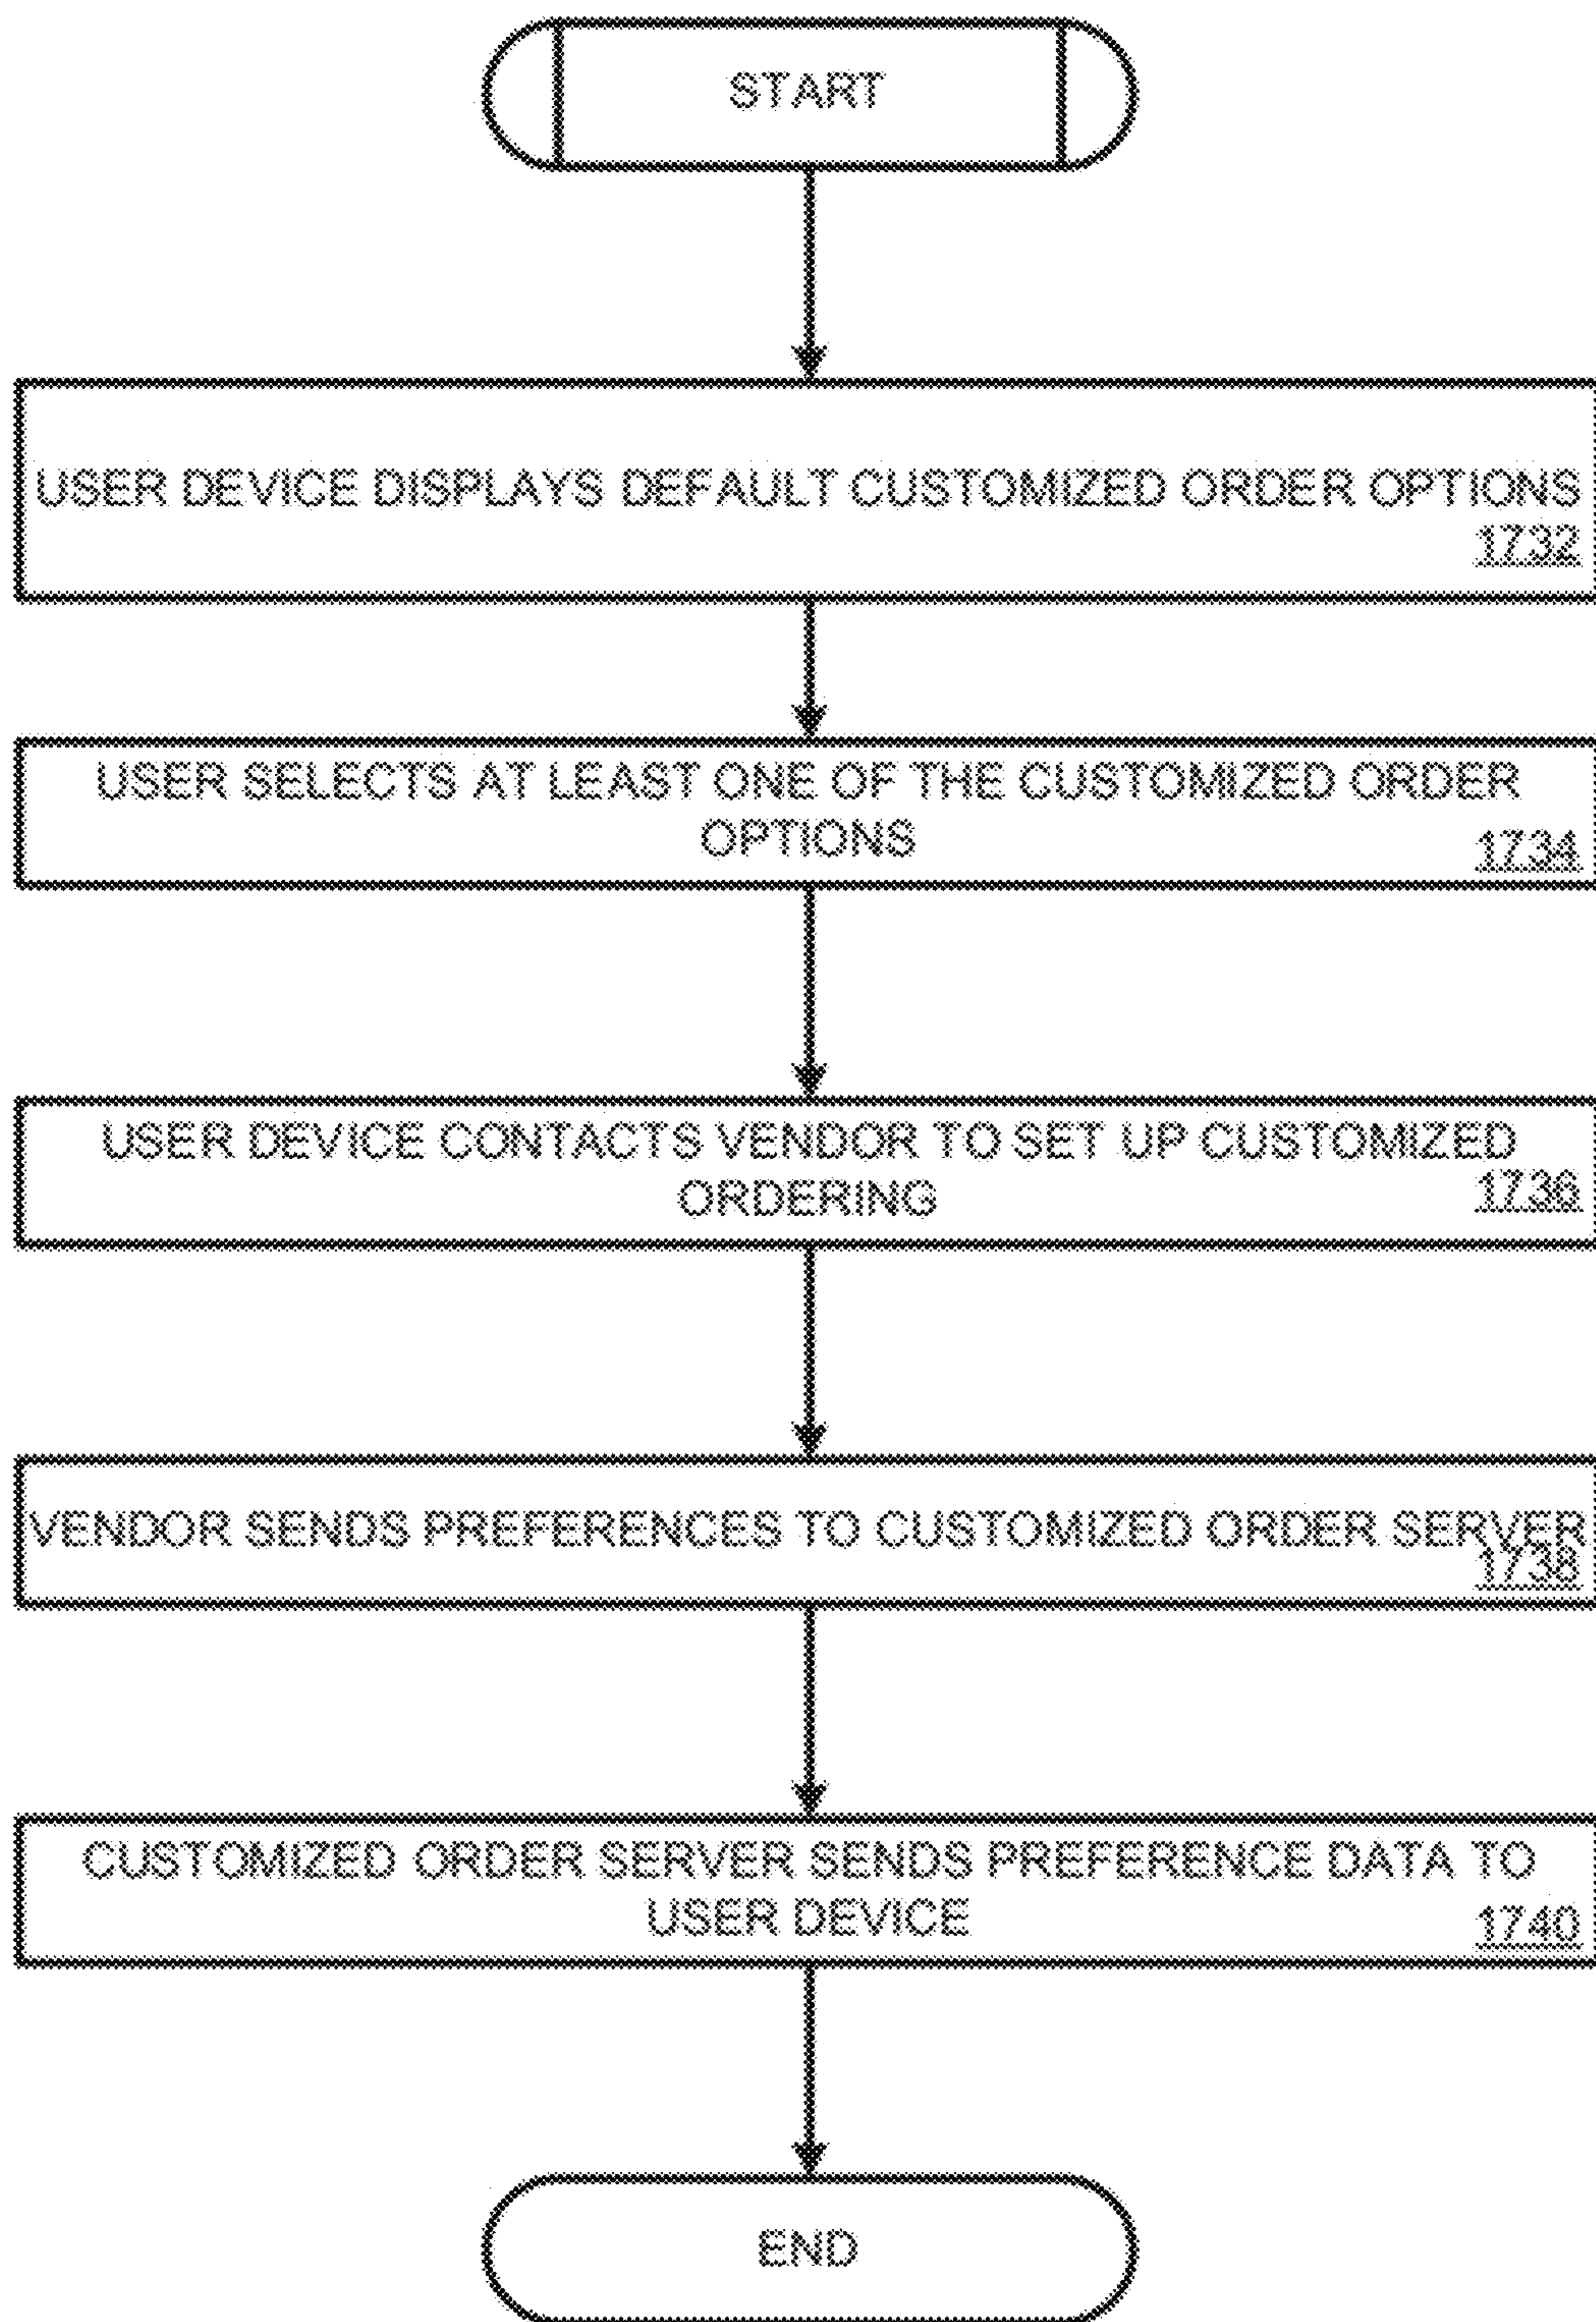 START
USER DEVICE DISPLAYS DEFAULT CUSTOMIZED ORDER OPTIONS
1732
USER SELECTS AT LEAST ONE OF THE CUSTOMIZED ORDER
OPTIONS
1734
USER DEVICE CONTACTS VENDOR TO SET UP CUSTOMIZED
ORDERING
1736
VENDOR SENDS PREFERENCES TO CUSTOMIZED ORDER SERVER
1738
CUSTOMIZED ORDER SERVER SENDS PREFERENCE DATA TO
USER DEVICE
1740
END